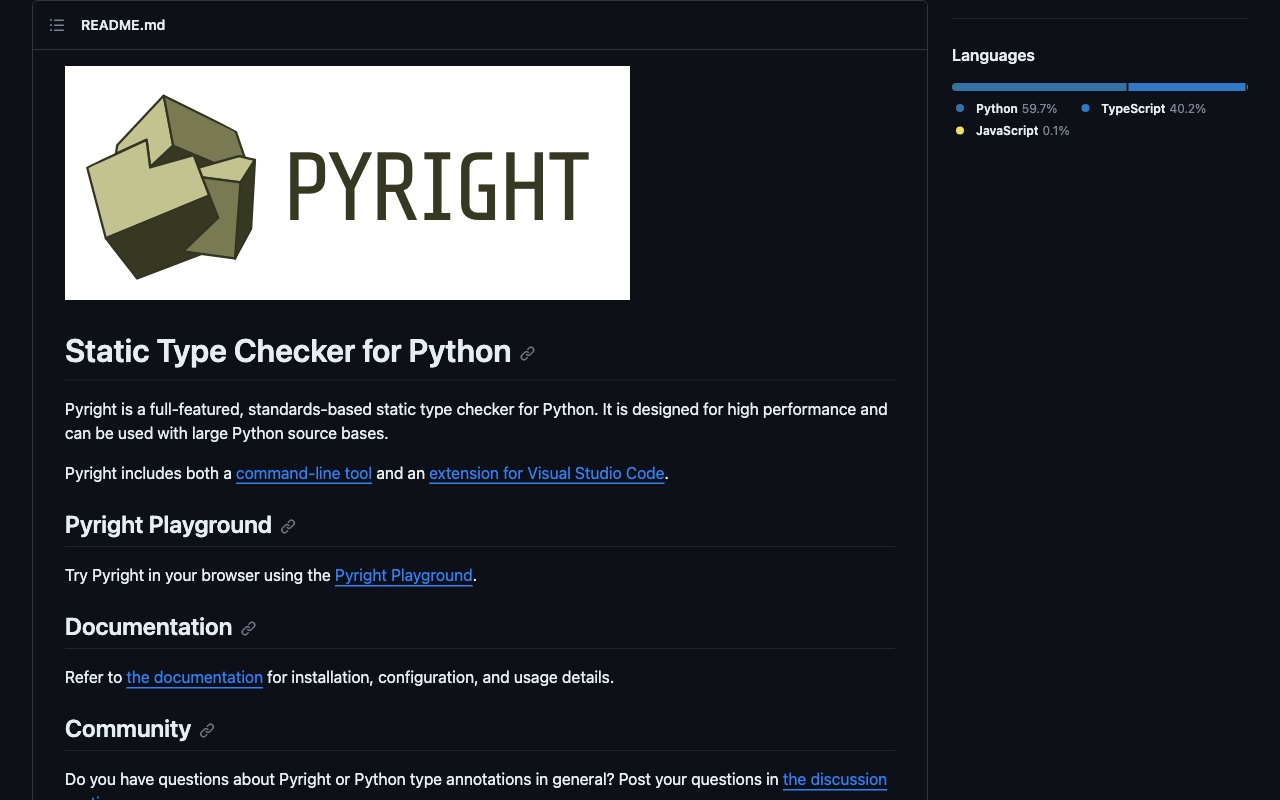 README.md
PYRIGHT
Static Type Checker for Python
Pyright is a full-featured, standards-based static type checker for Python. It is designed for high performance and
can be used with large Python source bases.
Pyright includes both a command-line tool and an extension for Visual Studio Code.
Pyright Playground
Try Pyright in your browser using the Pyright Playground.
Documentation
Refer to the documentation for installation, configuration, and usage details.
Community
Do you have questions about Pyright or Python type annotations in general? Post your questions in the discussion
Languages
Python 59.7%
TypeScript 40.2%
JavaScript 0.1%